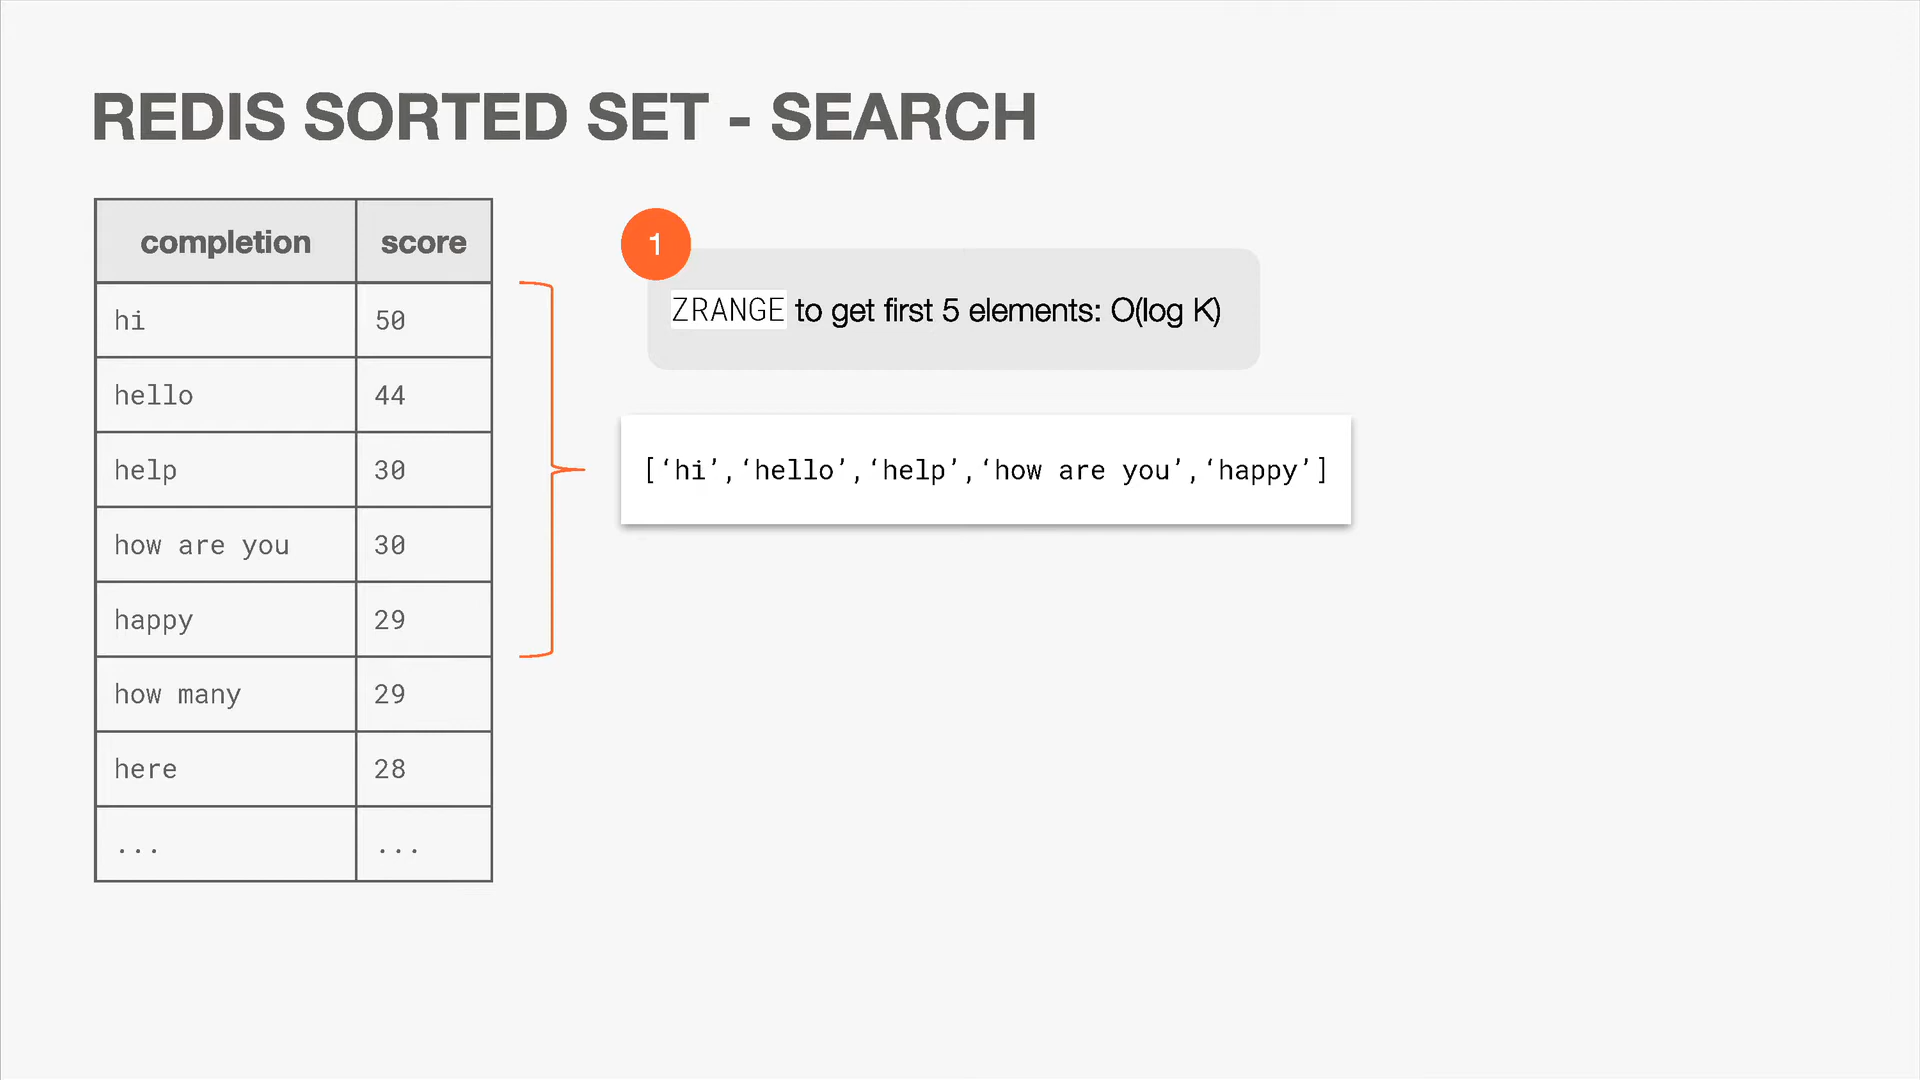 REDIS SORTED SET - SEARCH
completion score
hi 50
hello 44
help 30
how are you 30
happy 29
how many 29
here 28
... ...
1
ZRANGE to get first 5 elements: O(log K)
[‘hi’,‘hello’,‘help’,‘how are you’,‘happy’]